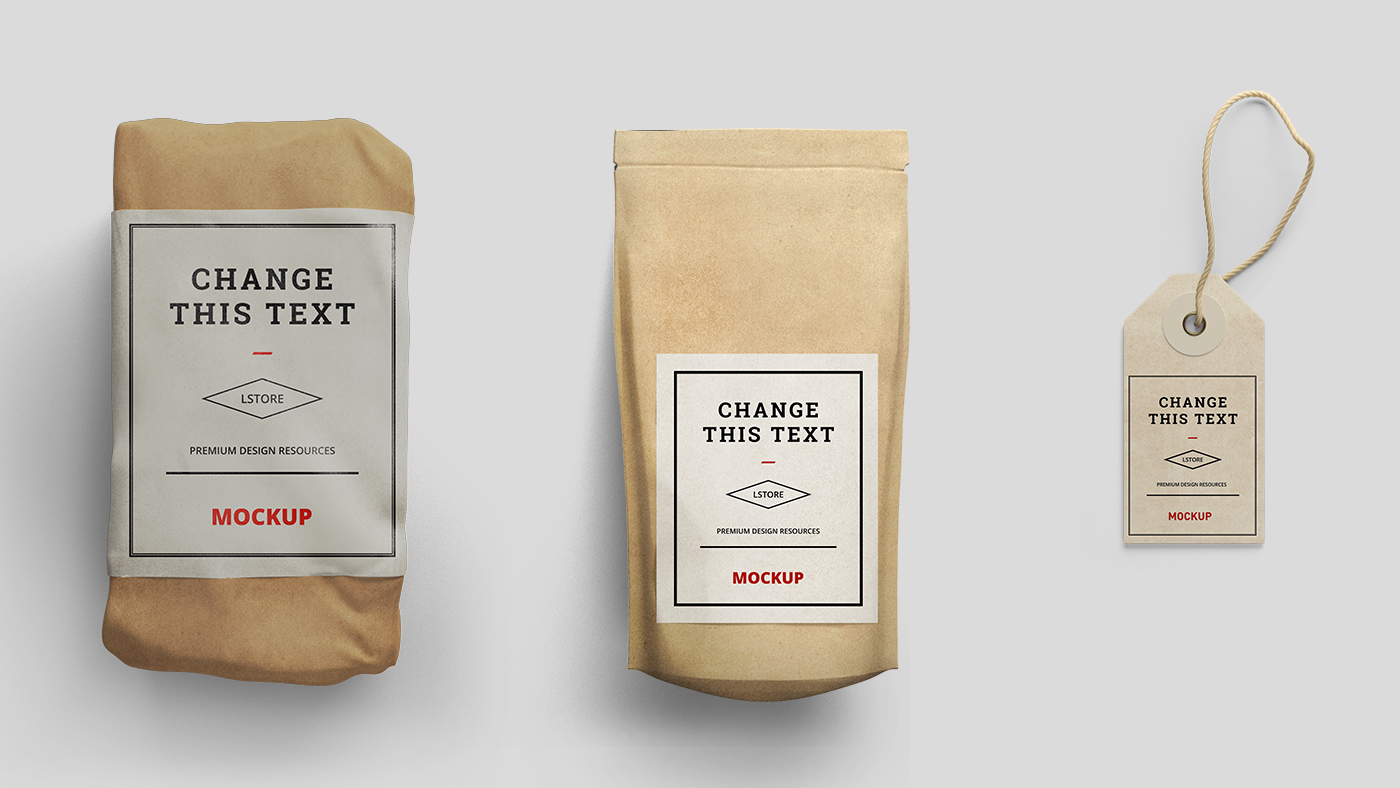 CHANGE
THIS TEXT
LSTORE
PREMIUM DESIGN RESOURCES
MOCKUP
CHANGE
THIS TEXT
LSTORE
PREMIUM DESIGN RESOURCES
MOCKUP
CHANGE
THIS TEXT
LSTORE
PREMIUM DESIGN RESOURCES
MOCKUP